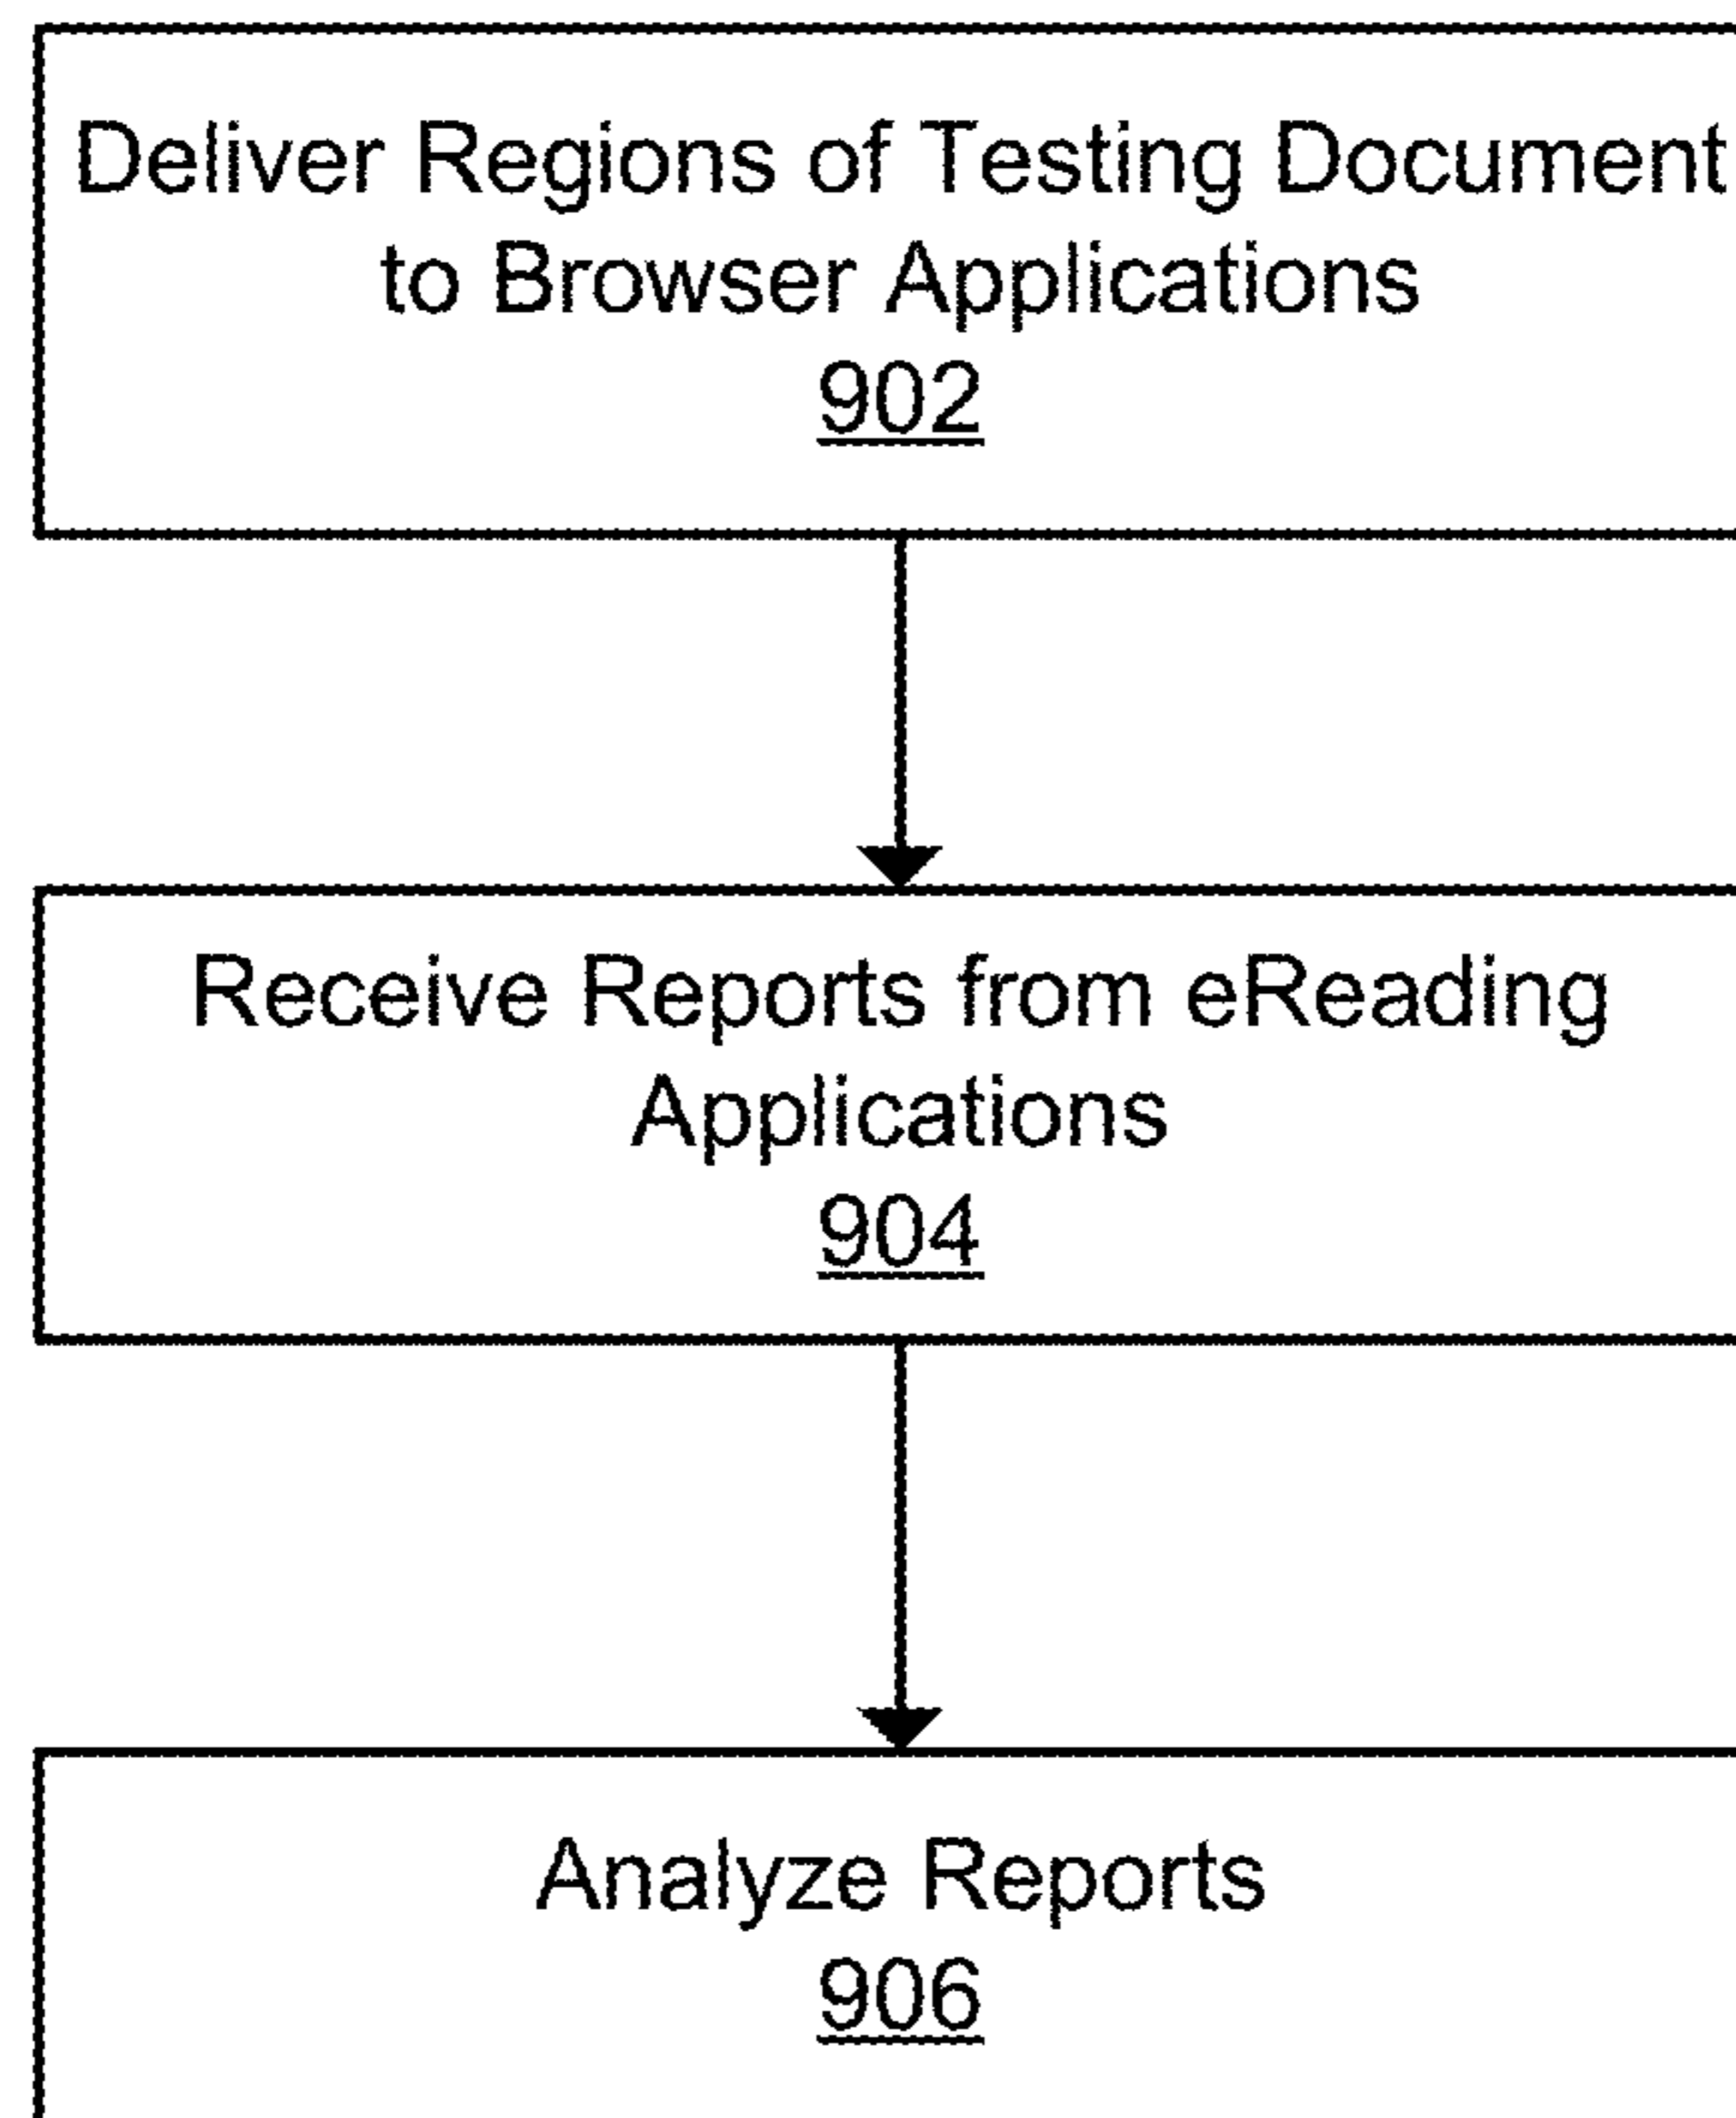 Deliver Regions of Testing Document
to Browser Applications
902
Receive Reports from eReading
Applications
904
Analyze Reports
906